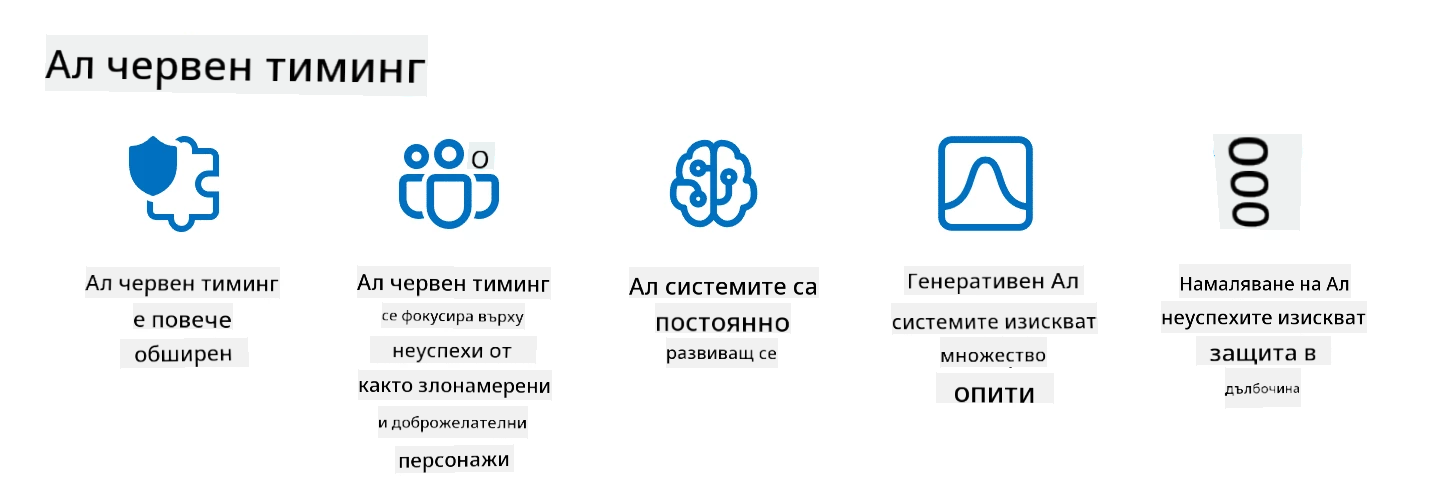 Ал червен тиминг
О
000
Ал червен тиминг
е повече
обширен
Ал червен тиминг
се фокусира върху
неуспехи от
както злонамерени
и доброжелателни
персонажи
Ал системите са
постоянно
развиващ се
Генеративен Ал
системите изискват
множество
опити
Намаляване на Ал
неуспехите изискват
защита в
дълбочина